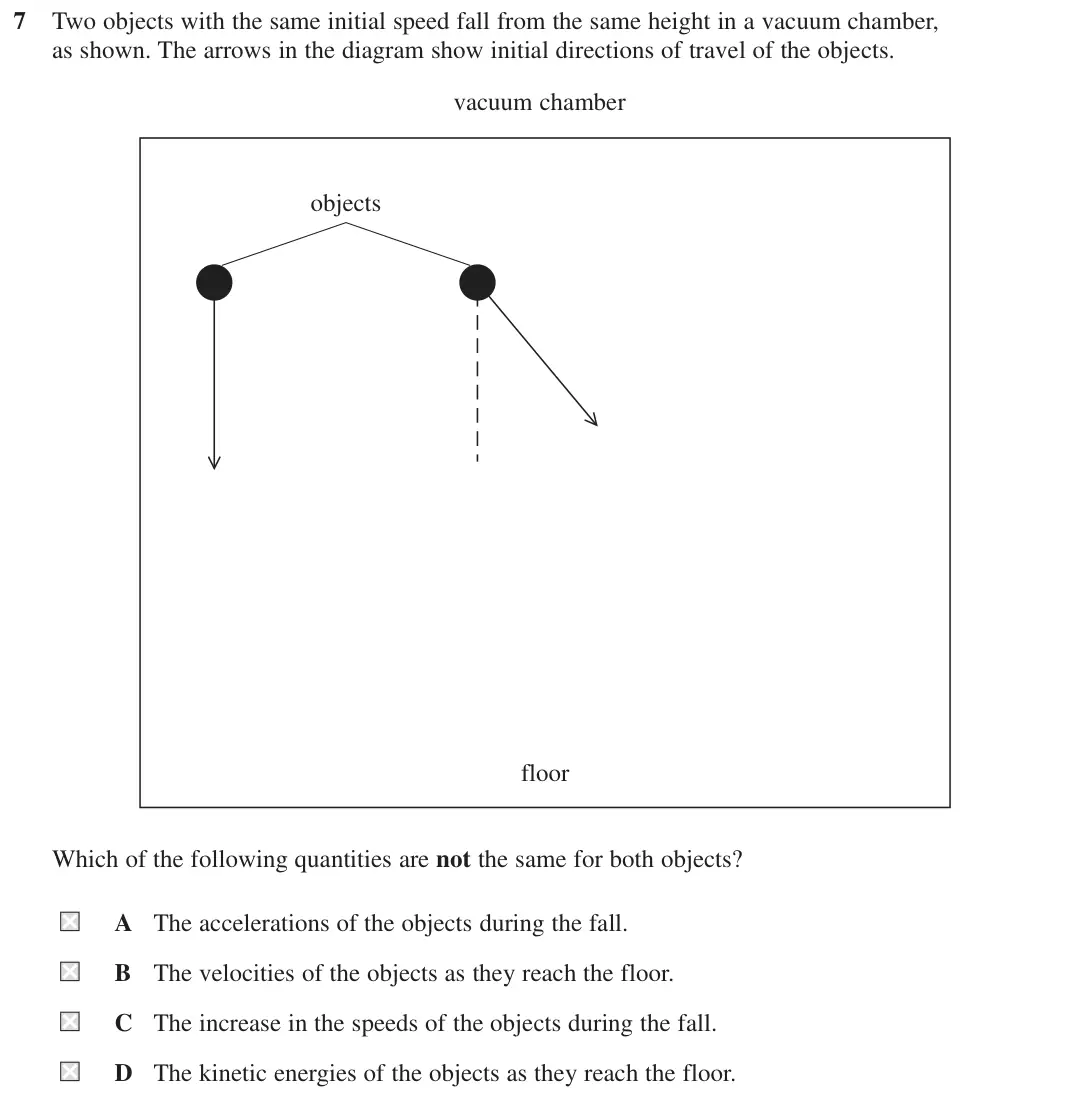 7 Two objects with the same initial speed fall from the same height in a vacuum chamber,
as shown. The arrows in the diagram show initial directions of travel of the objects.
vacuum chamber
objects
floor
Which of the following quantities are not the same for both objects?
A The accelerations of the objects during the fall.
B The velocities of the objects as they reach the floor.
C The increase in the speeds of the objects during the fall.
D The kinetic energies of the objects as they reach the floor.